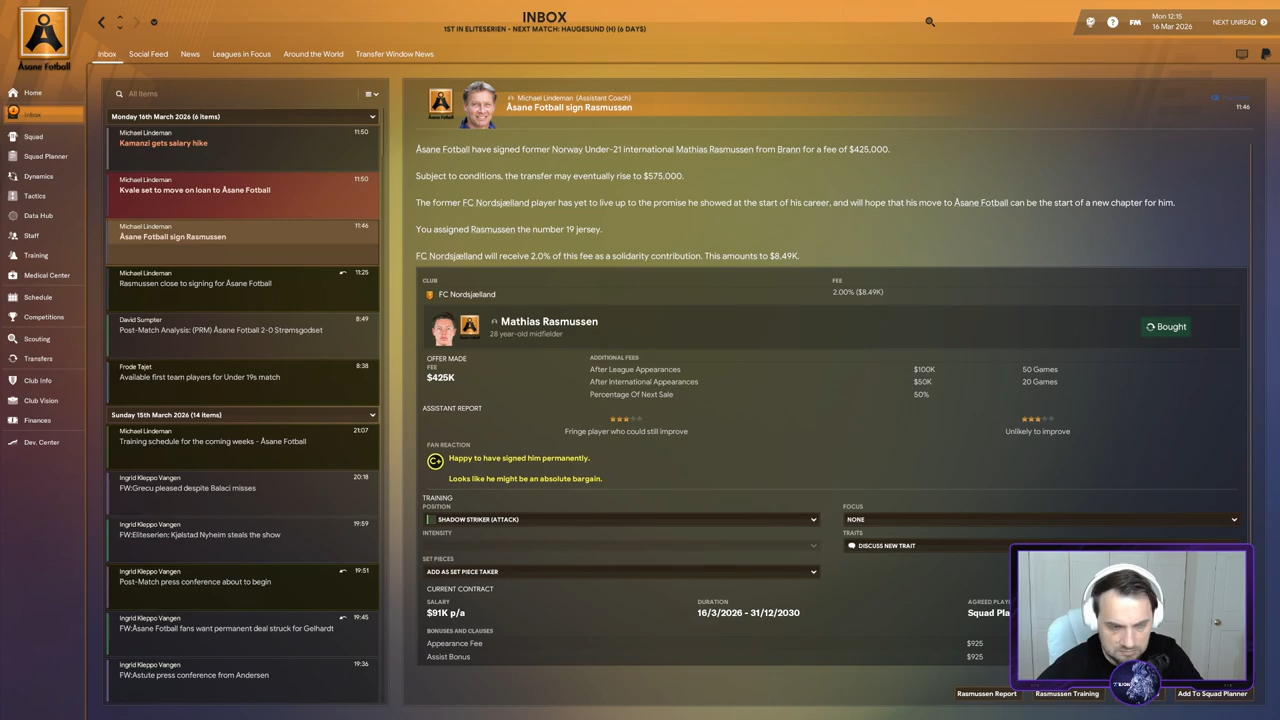 INBOX
1ST IN ELITESERIEN - NEXT MATCH: HAUGESUND (H) (6 DAYS)
FM
Mon 12:15
16 Mar 2026
NEXT UNREAD
Åsane Fotball
Inbox
Social Feed
News
Leagues in Focus
Around the World
Transfer Window News
Home
Inbox
Squad
Squad Planner
Dynamics
Tactics
Data Hub
Staff
Training
Medical Center
Schedule
Competitions
Scouting
Transfers
Club Info
Club Vision
Finances
Dev. Center
All Items
Monday 16th March 2026 (6 Items)
Michael Lindeman 11:50
Kamanzi gets salary hike
Michael Lindeman 11:50
Kvale set to move on loan to Åsane Fotball
Michael Lindeman 11:46
Åsane Fotball sign Rasmussen
Michael Lindeman 11:25
Rasmussen close to signing for Åsane Fotball
David Sumpter 8:49
Post-Match Analysis: (PRM) Åsane Fotball 2-0 Strømsgodset
Frode Tajet 8:38
Available first team players for Under 19s match
Sunday 15th March 2026 (14 items)
Michael Lindeman 21:07
Training schedule for the coming weeks - Åsane Fotball
Ingrid Kleppo Vangen 20:18
FW:Grecu pleased despite Balaci misses
Ingrid Kleppo Vangen 19:59
FW:Eliteserien: Kjølstad Nyheim steals the show
Ingrid Kleppo Vangen 19:51
Post-Match press conference about to begin
Ingrid Kleppo Vangen 19:45
FW:Åsane Fotball fans want permanent deal struck for Gelhardt
Ingrid Kleppo Vangen 19:36
FW:Astute press conference from Andersen
Michael Lindeman (Assistant Coach)
Åsane Fotball sign Rasmussen
11:46
Åsane Fotball have signed former Norway Under-21 international Mathias Rasmussen from Brann for a fee of $425,000.
Subject to conditions, the transfer may eventually rise to $575,000.
The former FC Nordsjælland player has yet to live up to the promise he showed at the start of his career, and will hope that his move to Åsane Fotball can be the start of a new chapter for him.
You assigned Rasmussen the number 19 jersey.
FC Nordsjælland will receive 2.0% of this fee as a solidarity contribution. This amounts to $8.49K.
CLUB FEE
FC Nordsjælland 2.00% ($8.49K)
Mathias Rasmussen
28 year-old midfielder
Bought
OFFER MADE
FEE
$425K
ADDITIONAL FEES
After League Appearances $100K 50 Games
After International Appearances $50K 20 Games
Percentage Of Next Sale 50%
ASSISTANT REPORT
Fringe player who could still improve
Unlikely to improve
FAN REACTION
C+
Happy to have signed him permanently.
Looks like he might be an absolute bargain.
TRAINING
POSITION FOCUS
SHADOW STRIKER (ATTACK) NONE
INTENSITY TRAITS
DISCUSS NEW TRAIT
SET PIECES
ADD AS SET PIECE TAKER
CURRENT CONTRACT
SALARY DURATION AGREED PLAY
$91K p/a 16/3/2026 - 31/12/2030 Squad Pla
BONUSES AND CLAUSES
Appearance Fee $925
Assist Bonus $925
Rasmussen Report
Rasmussen Training
Add To Squad Planner